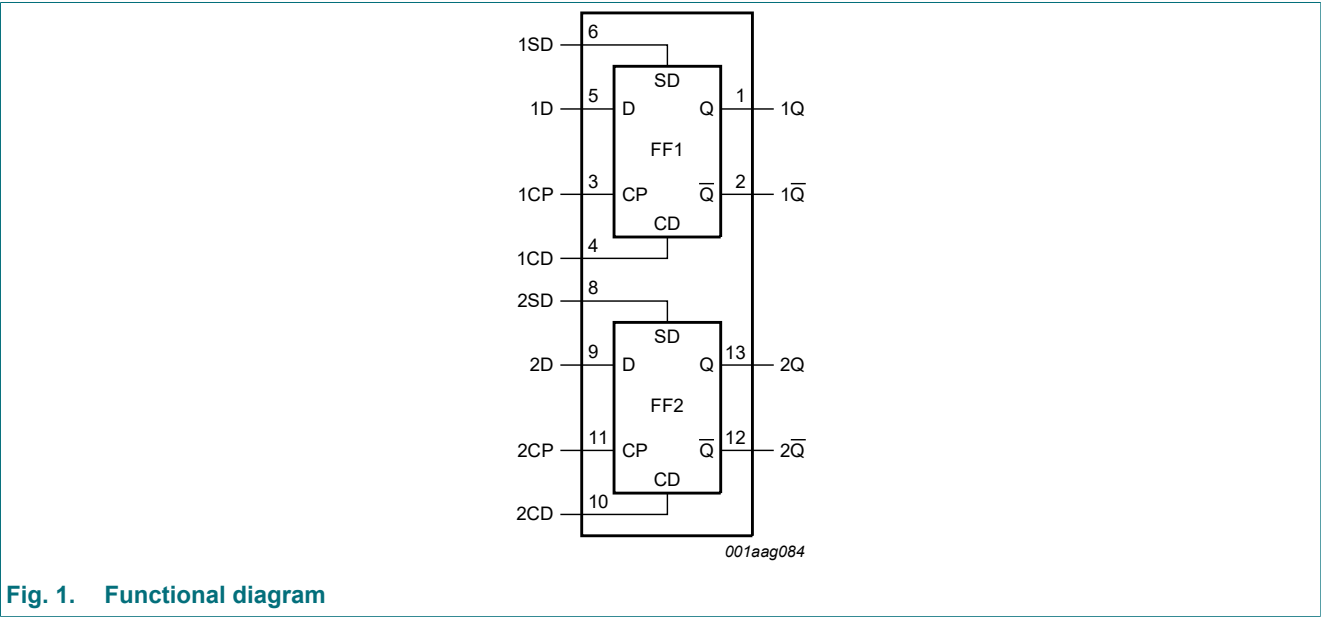 6
1SD
SD
5
1
1D
D
Q
1Q
FF1
3
2
1CP
CP
Q̅
1Q̅
CD
4
1CD
8
2SD
SD
9
13
2D
D
Q
2Q
FF2
11
12
2CP
CP
Q̅
2Q̅
CD
10
2CD
001aag084
Fig. 1. Functional diagram